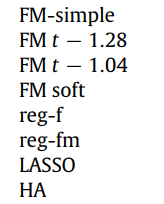 FM-simple
FM t − 1.28
FM t − 1.04
FM soft
reg-f
reg-fm
LASSO
HA